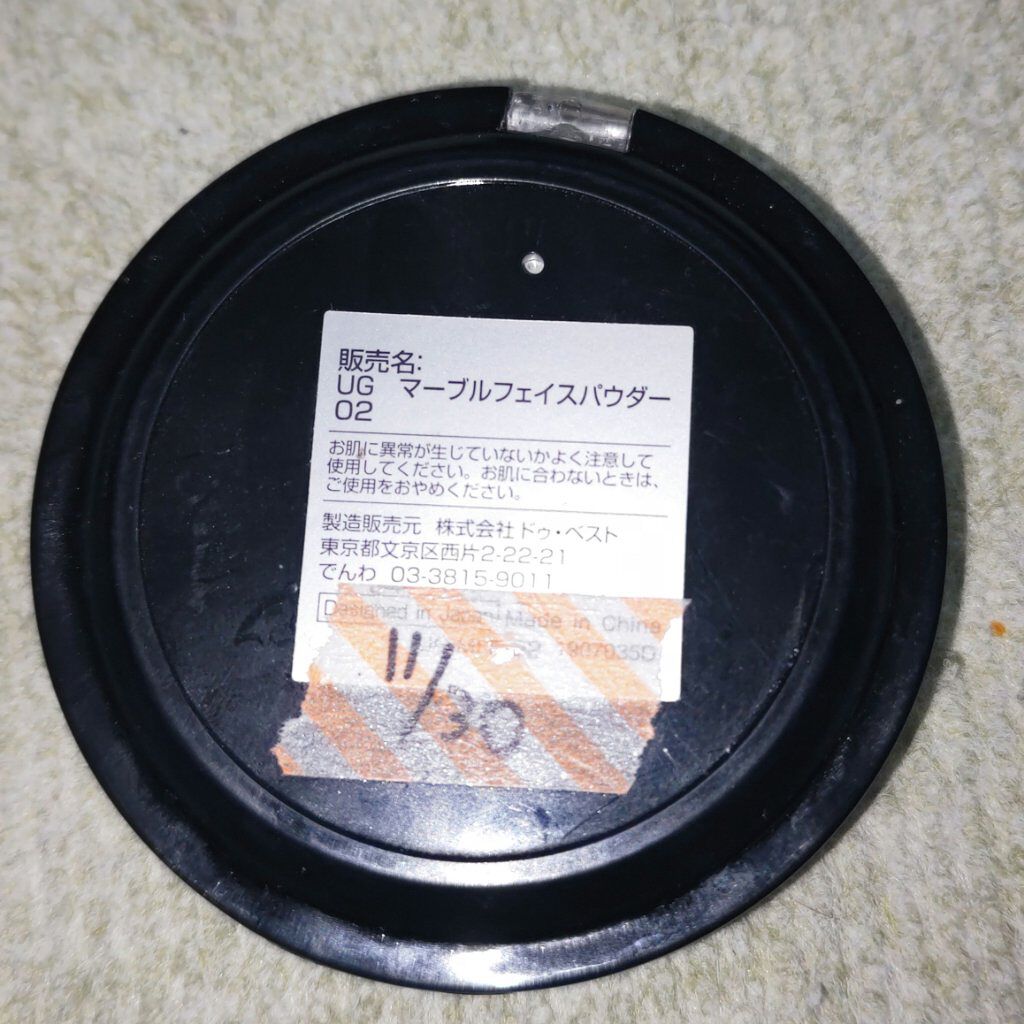 販売名:
UG マーブルフェイスパウダー
02
お肌に異常が生じていないかよく注意して
使用してください。お肌に合わないときは、
ご使用をおやめください。
製造販売元 株式会社ドゥ・ベスト
東京都文京区西片2-22-21
でんわ 03-3815-9011
Designed in Japan Made in China
11/30